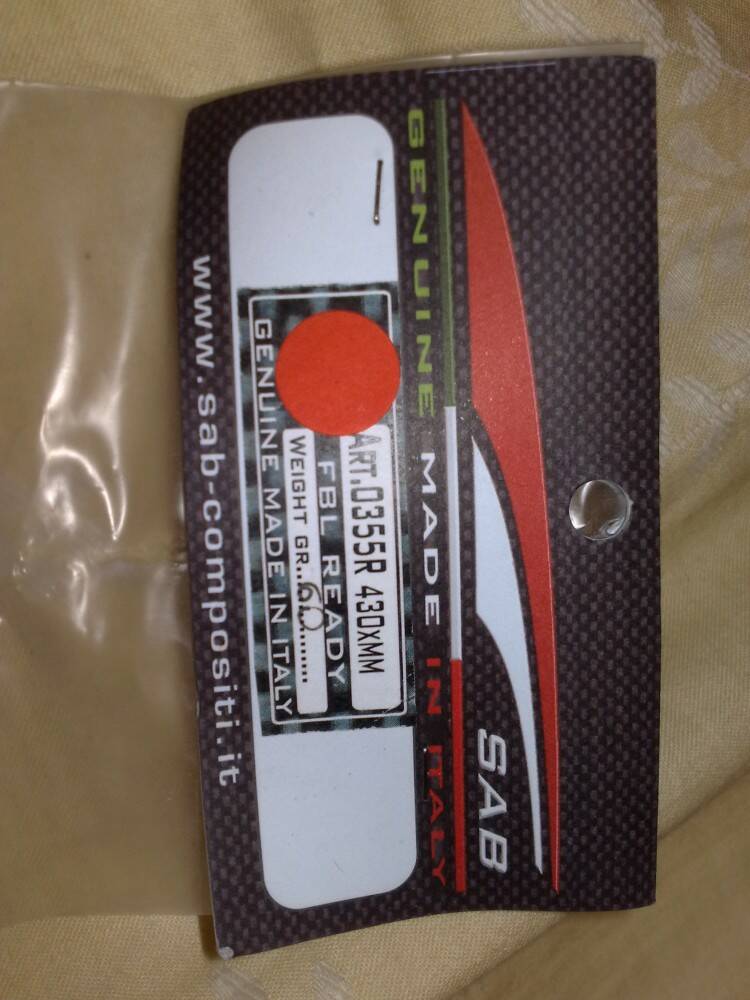 SAB
GENUINE MADE IN ITALY
ART.0355R 430xMM
FBL READY
WEIGHT GR...60............
GENUINE MADE IN ITALY
www.sab-compositi.it